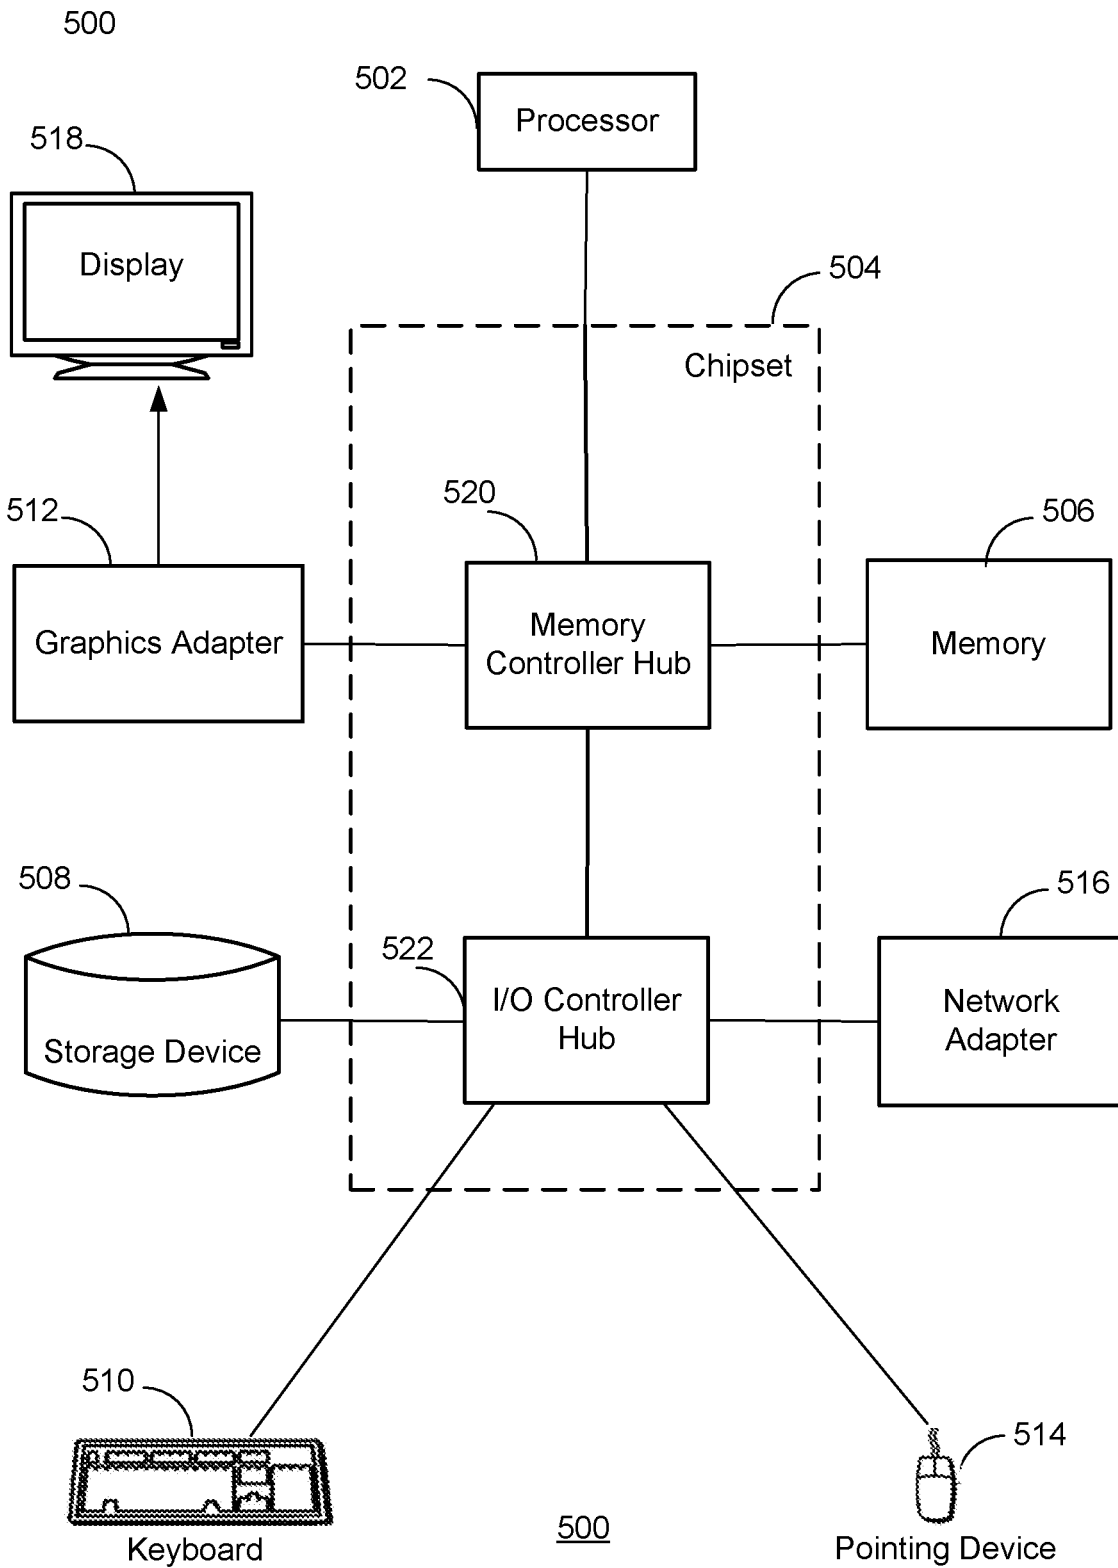 500
502
Processor
518
Display
504
Chipset
520
512
506
Graphics Adapter
Memory
Controller Hub
Memory
508
516
522
Storage Device
I/O Controller
Hub
Network
Adapter
510
514
Keyboard
500
Pointing Device